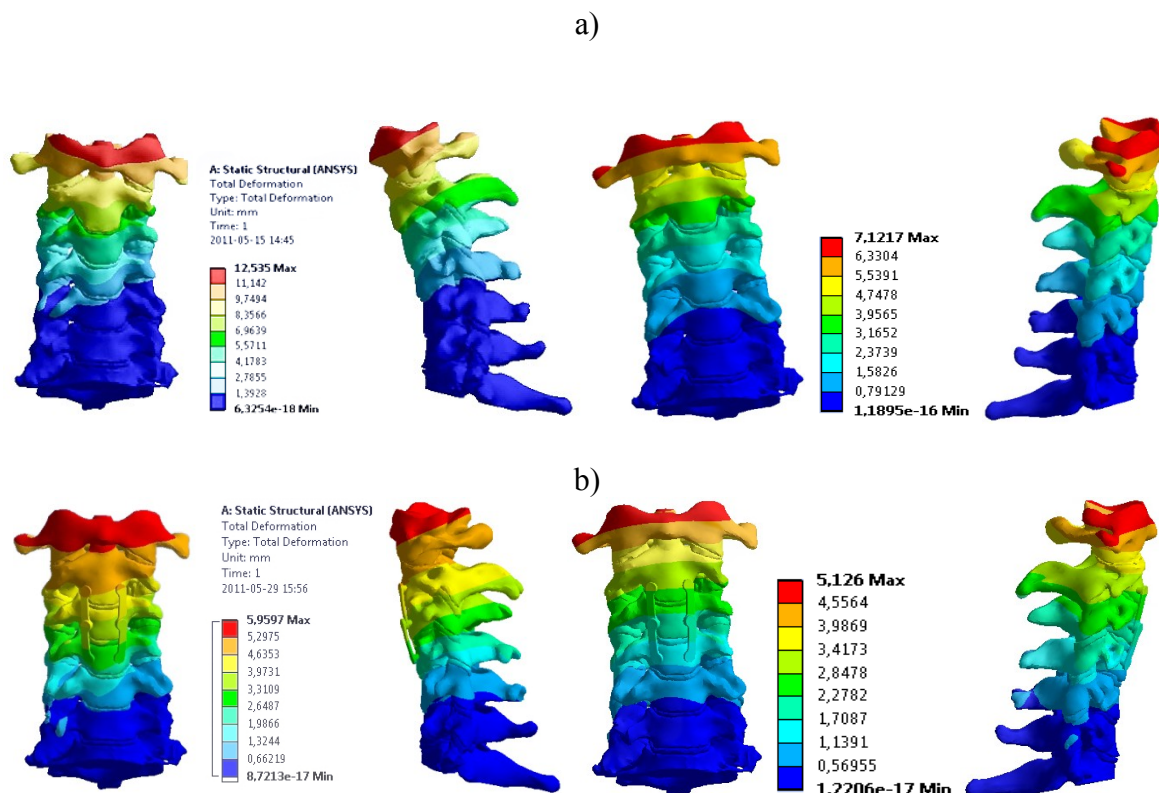 a)
A: Static Structural (ANSYS)
Total Deformation
Type: Total Deformation
Unit: mm
Time: 1
2011-05-15 14:45
12,535 Max
11,142
9,7494
8,3566
6,9639
5,5711
4,1783
2,7855
1,3928
6,3254e-18 Min
7,1217 Max
6,3304
5,5391
4,7478
3,9565
3,1652
2,3739
1,5826
0,79129
1,1895e-16 Min
b)
A: Static Structural (ANSYS)
Total Deformation
Type: Total Deformation
Unit: mm
Time: 1
2011-05-29 15:56
5,9597 Max
5,2975
4,6353
3,9731
3,3109
2,6487
1,9866
1,3244
0,66219
8,7213e-17 Min
5,126 Max
4,5564
3,9869
3,4173
2,8478
2,2782
1,7087
1,1391
0,56955
1,2206e-17 Min